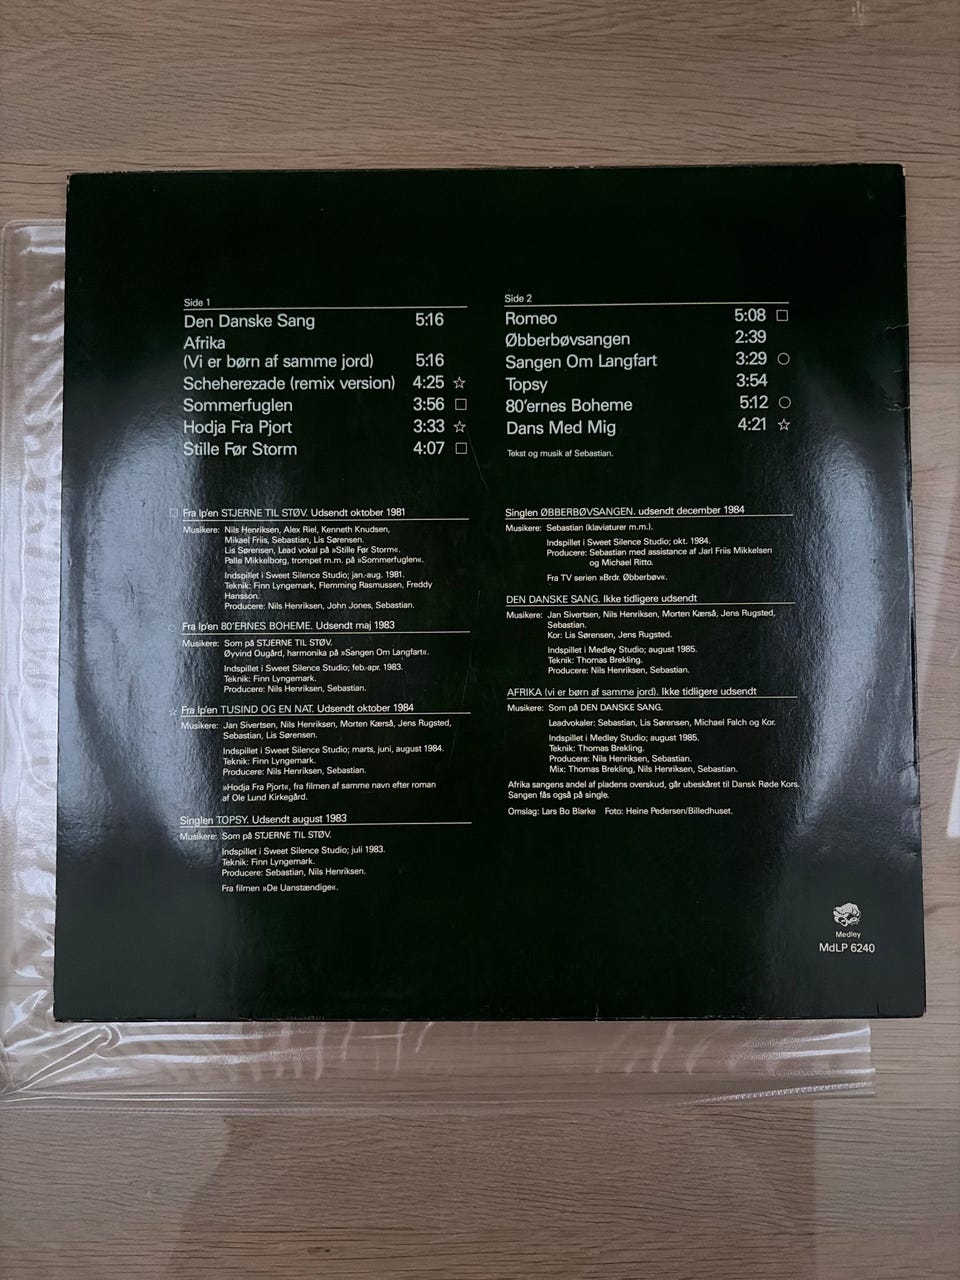 Side 1
Den Danske Sang 5:16
Afrika
(Vi er børn af samme jord) 5:16
Scheherezade (remix version) 4:25 ☆
Sommerfuglen 3:56 □
Hodja Fra Pjort 3:33 ☆
Stille Før Storm 4:07 □
Side 2
Romeo 5:08 □
Øbberbøvsangen 2:39
Sangen Om Langfart 3:29 ○
Topsy 3:54
80'ernes Boheme 5:12 ○
Dans Med Mig 4:21 ☆
Tekst og musik af Sebastian.
□ Fra lp'en STJERNE TIL STØV. Udsendt oktober 1981
Musikere: Nils Henriksen, Alex Riel, Kenneth Knudsen,
Mikael Friis, Sebastian, Lis Sørensen.
Lis Sørensen, Lead vokal på »Stille Før Storm«.
Palle Mikkelborg, trompet m.m. på »Sommerfuglen«.
Indspillet i Sweet Silence Studio; jan.-aug. 1981.
Teknik: Finn Lyngemark, Flemming Rasmussen, Freddy
Hansson.
Producere: Nils Henriksen, John Jones, Sebastian.
○ Fra lp'en 80'ERNES BOHEME. Udsendt maj 1983
Musikere: Som på STJERNE TIL STØV.
Øyvind Ougård, harmonika på »Sangen Om Langfart«.
Indspillet i Sweet Silence Studio; feb.-apr. 1983.
Teknik: Finn Lyngemark.
Producere: Nils Henriksen, Sebastian.
☆ Fra lp'en TUSIND OG EN NAT. Udsendt oktober 1984
Musikere: Jan Sivertsen, Nils Henriksen, Morten Kærså, Jens Rugsted,
Sebastian, Lis Sørensen.
Indspillet i Sweet Silence Studio; marts, juni, august 1984.
Teknik: Finn Lyngemark.
Producere: Nils Henriksen, Sebastian.
»Hodja Fra Pjort«, fra filmen af samme navn efter roman
af Ole Lund Kirkegård.
Singlen TOPSY. Udsendt august 1983
Musikere: Som på STJERNE TIL STØV.
Indspillet i Sweet Silence Studio; juli 1983.
Teknik: Finn Lyngemark.
Producere: Sebastian, Nils Henriksen.
Fra filmen »De Uanstændige«.
Singlen ØBBERBØVSANGEN. udsendt december 1984
Musikere: Sebastian (klaviaturer m.m.).
Indspillet i Sweet Silence Studio; okt. 1984.
Producere: Sebastian med assistance af Jarl Friis Mikkelsen
og Michael Ritto.
Fra TV serien »Brdr. Øbberbøv«.
DEN DANSKE SANG. Ikke tidligere udsendt
Musikere: Jan Sivertsen, Nils Henriksen, Morten Kærså, Jens Rugsted,
Sebastian.
Kor: Lis Sørensen, Jens Rugsted.
Indspillet i Medley Studio; august 1985.
Teknik: Thomas Brekling.
Producere: Nils Henriksen, Sebastian.
AFRIKA (vi er børn af samme jord). Ikke tidligere udsendt
Musikere: Som på DEN DANSKE SANG.
Leadvokaler: Sebastian, Lis Sørensen, Michael Falch og Kor.
Indspillet i Medley Studio; august 1985.
Teknik: Thomas Brekling.
Producere: Nils Henriksen, Sebastian.
Mix: Thomas Brekling, Nils Henriksen, Sebastian.
Afrika sangens andel af pladens overskud, går ubeskåret til Dansk Røde Kors.
Sangen fås også på single.
Omslag: Lars Bo Blarke Foto: Heine Pedersen/Billedhuset.
Medley
MdLP 6240